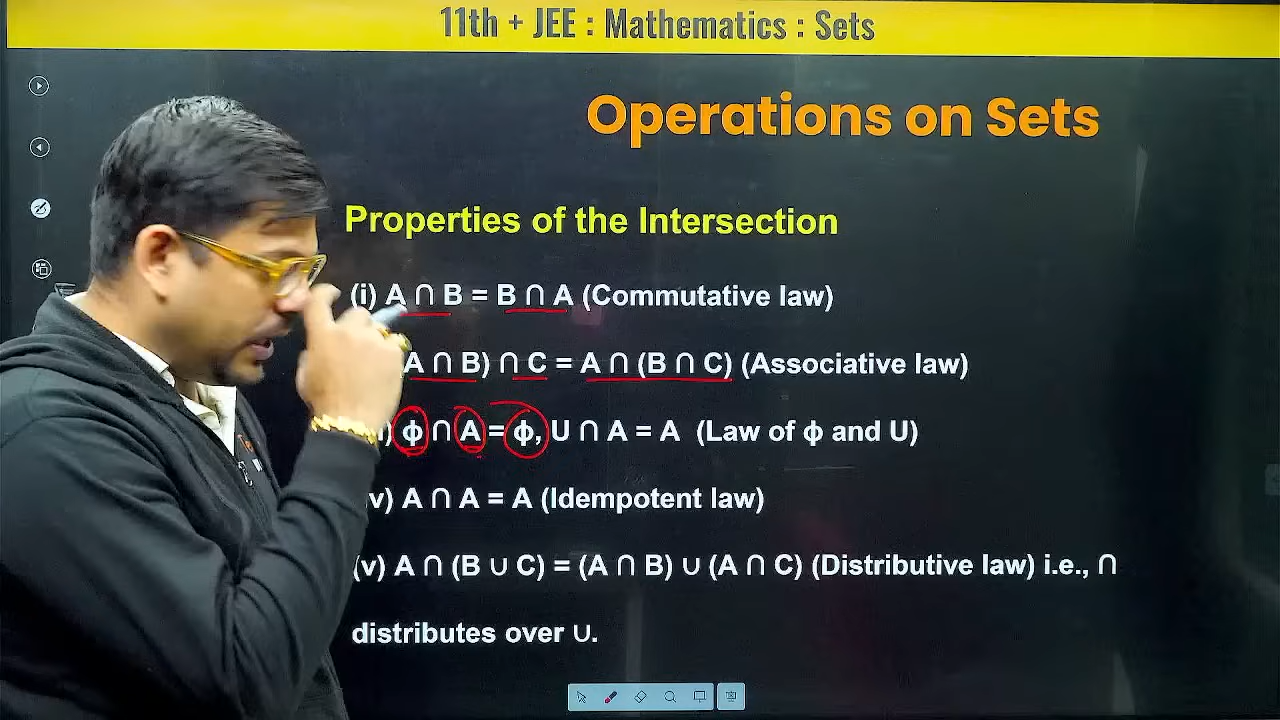 11th + JEE : Mathematics : Sets
Operations on Sets
Properties of the Intersection
(i) A ∩ B = B ∩ A (Commutative law)
A ∩ B) ∩ C = A ∩ (B ∩ C) (Associative law)
) ϕ ∩ A = ϕ, U ∩ A = A (Law of ϕ and U)
v) A ∩ A = A (Idempotent law)
(v) A ∩ (B ∪ C) = (A ∩ B) ∪ (A ∩ C) (Distributive law) i.e., ∩
distributes over ∪.